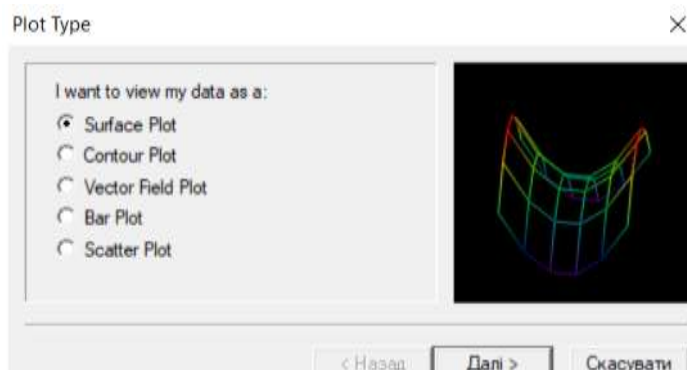 Plot Type
I want to view my data as a:
Surface Plot
Contour Plot
Vector Field Plot
Bar Plot
Scatter Plot
< Назад Далі > Скасувати